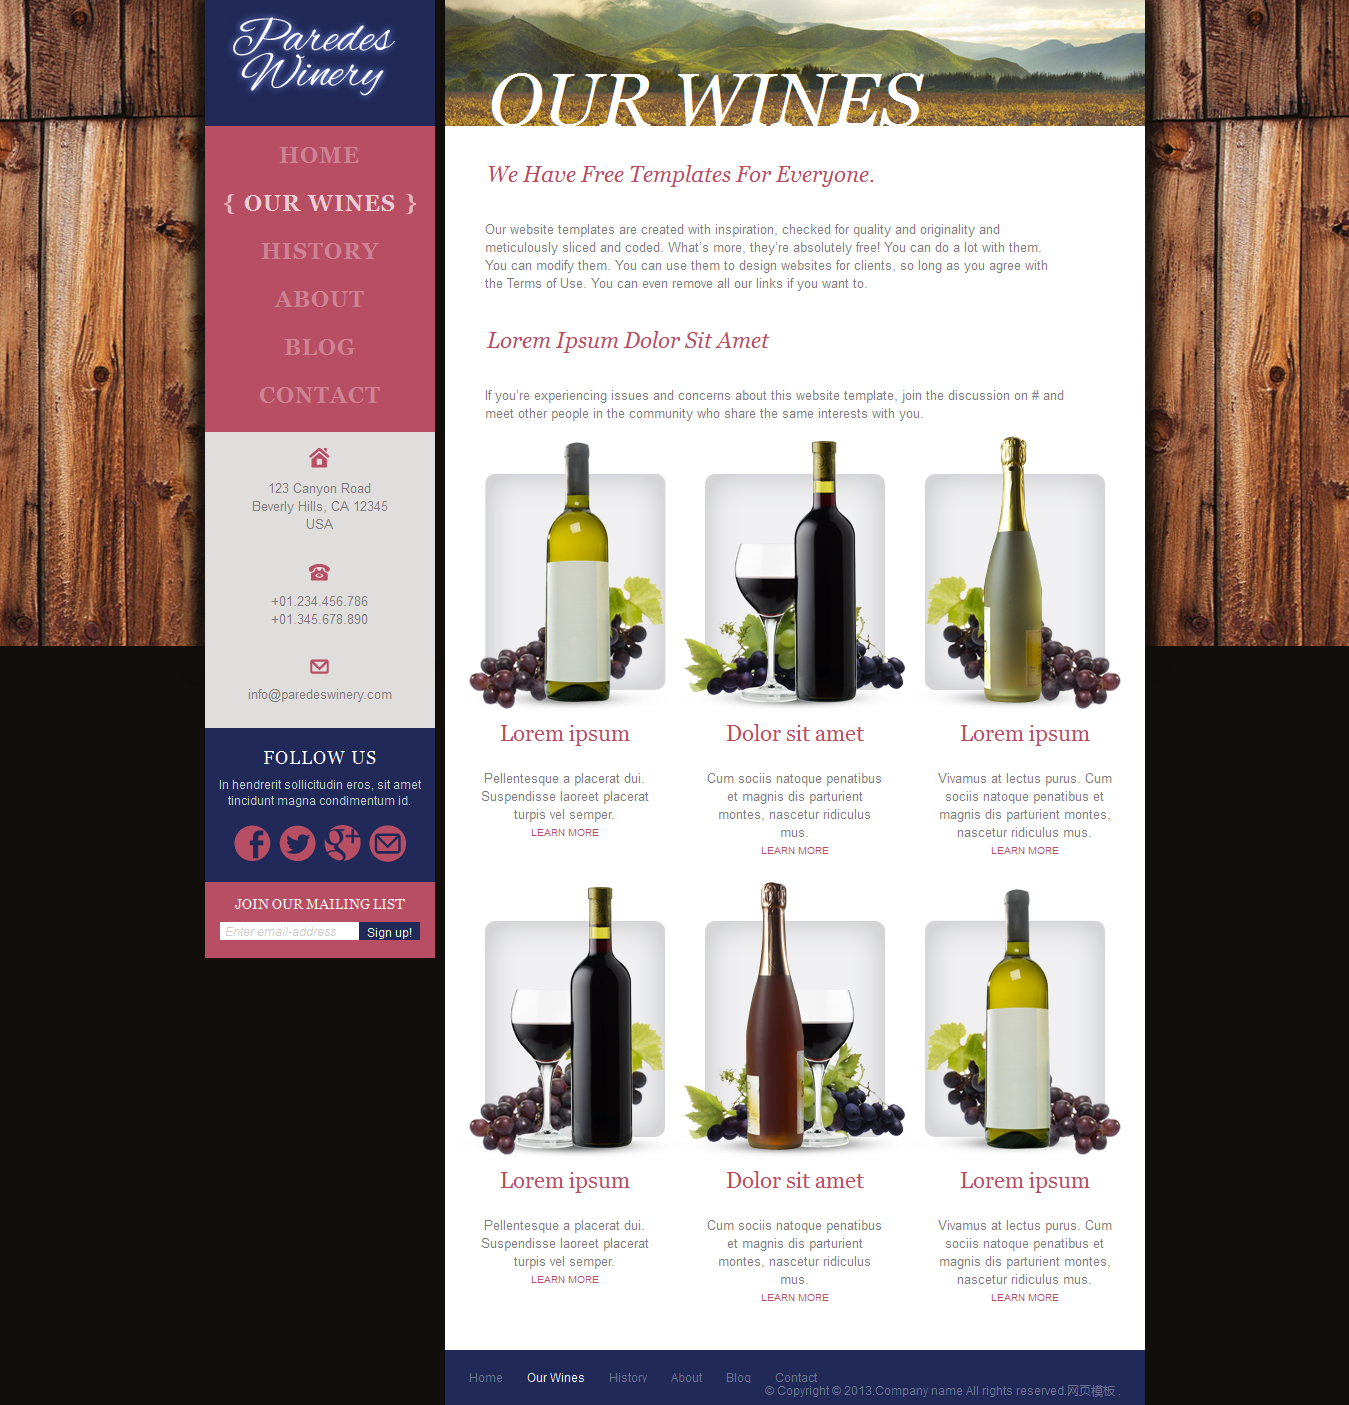 Paredes
Winery
HOME
{ OUR WINES }
HISTORY
ABOUT
BLOG
CONTACT
123 Canyon Road
Beverly Hills, CA 12345
USA
+01.234.456.786
+01.345.678.890
info@paredeswinery.com
FOLLOW US
In hendrerit sollicitudin eros, sit amet
tincidunt magna condimentum id.
JOIN OUR MAILING LIST
Enter email-address
Sign up!
OUR WINES
We Have Free Templates For Everyone.
Our website templates are created with inspiration, checked for quality and originality and
meticulously sliced and coded. What's more, they're absolutely free! You can do a lot with them.
You can modify them. You can use them to design websites for clients, so long as you agree with
the Terms of Use. You can even remove all our links if you want to.
Lorem Ipsum Dolor Sit Amet
If you're experiencing issues and concerns about this website template, join the discussion on # and
meet other people in the community who share the same interests with you.
Lorem ipsum
Pellentesque a placerat dui.
Suspendisse laoreet placerat
turpis vel semper.
LEARN MORE
Dolor sit amet
Cum sociis natoque penatibus
et magnis dis parturient
montes, nascetur ridiculus
mus.
LEARN MORE
Lorem ipsum
Vivamus at lectus purus. Cum
sociis natoque penatibus et
magnis dis parturient montes,
nascetur ridiculus mus.
LEARN MORE
Lorem ipsum
Pellentesque a placerat dui.
Suspendisse laoreet placerat
turpis vel semper.
LEARN MORE
Dolor sit amet
Cum sociis natoque penatibus
et magnis dis parturient
montes, nascetur ridiculus
mus.
LEARN MORE
Lorem ipsum
Vivamus at lectus purus. Cum
sociis natoque penatibus et
magnis dis parturient montes,
nascetur ridiculus mus.
LEARN MORE
Home Our Wines History About Blog Contact
© Copyright © 2013.Company name All rights reserved.网页模板 .